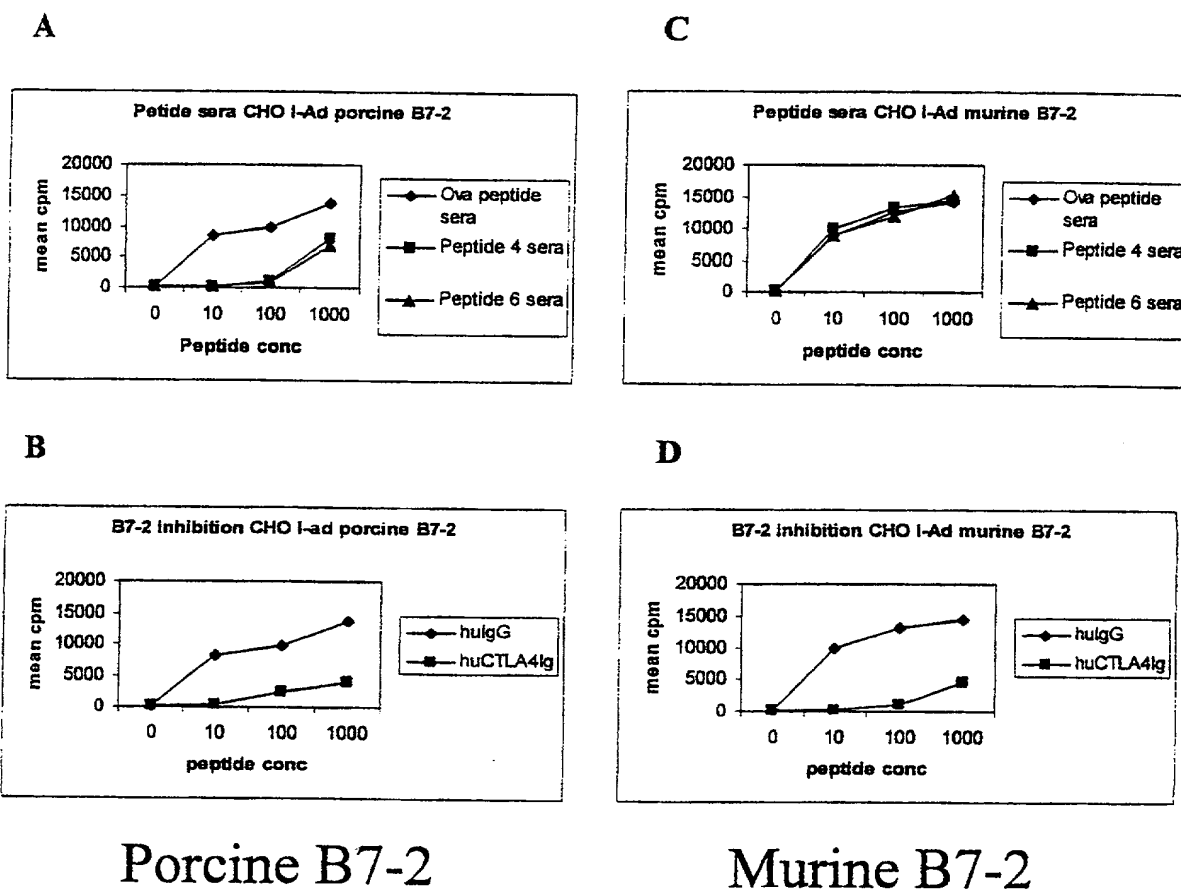 A
Petide sera CHO I-Ad porcine B7-2
20000
15000
10000
5000
0
mean cpm
0 10 100 1000
Peptide conc
Ova peptide
sera
Peptide 4 sera
Peptide 6 sera
C
Peptide sera CHO I-Ad murine B7-2
20000
15000
10000
5000
0
mean cpm
0 10 100 1000
peptide conc
Ova peptide
sera
Peptide 4 sera
Peptide 6 sera
B
B7-2 inhibition CHO I-ad porcine B7-2
20000
15000
10000
5000
0
mean cpm
0 10 100 1000
peptide conc
huIgG
huCTLA4Ig
D
B7-2 inhibition CHO I-Ad murine B7-2
20000
15000
10000
5000
0
mean cpm
0 10 100 1000
peptide conc
huIgG
huCTLA4Ig
Porcine B7-2
Murine B7-2